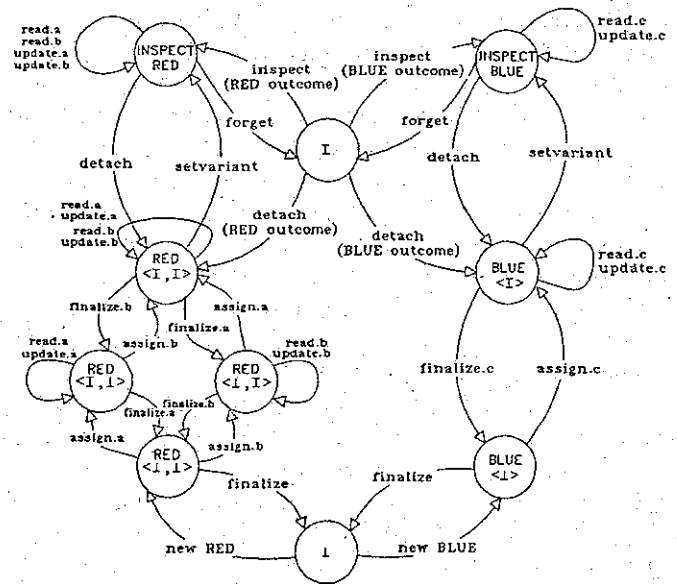 read.a
read.b
update.a
update.b
INSPECT
RED
inspect
(RED outcome)
inspect
(BLUE outcome)
INSPECT
BLUE
read.c
update.c
forget
forget
I
detach
setvariant
detach
setvariant
read.a
update.a
read.b
update.b
detach
(RED outcome)
detach
(BLUE outcome)
RED
<I,I>
BLUE
<I>
read.c
update.c
finalize.b
assign.a
finalize.a
assign.b
read.a
update.a
RED
<I,⊥>
RED
<⊥,I>
read.b
update.b
finalize.c
assign.c
finalize.a
finalize.b
assign.a
assign.b
RED
<⊥,⊥>
BLUE
<⊥>
finalize
finalize
new RED
⊥
new BLUE